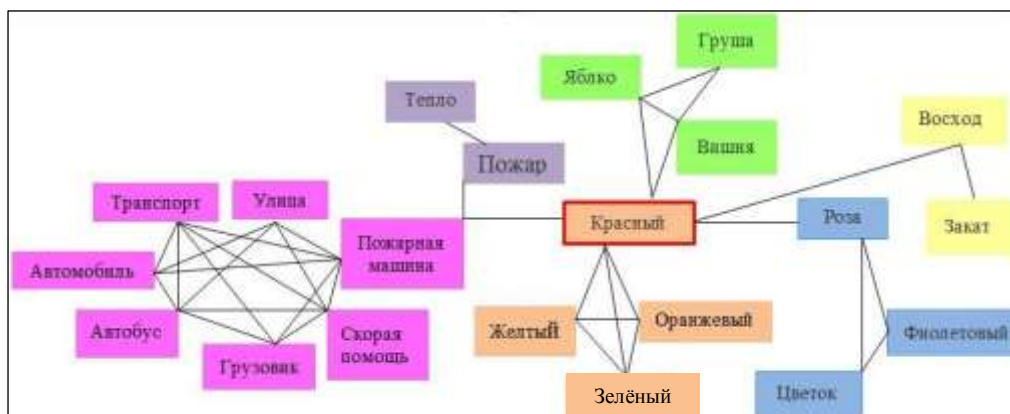 Груша
Яблко
Тепло
Восход
Вишня
Пожар
Транспорт
Улица
Красный
Роза
Закат
Пожарная
машина
Автомобиль
Желтый
Оранжевый
Автобус
Скорая
помощь
Фиолетовый
Грузовик
Зелёный
Цветок